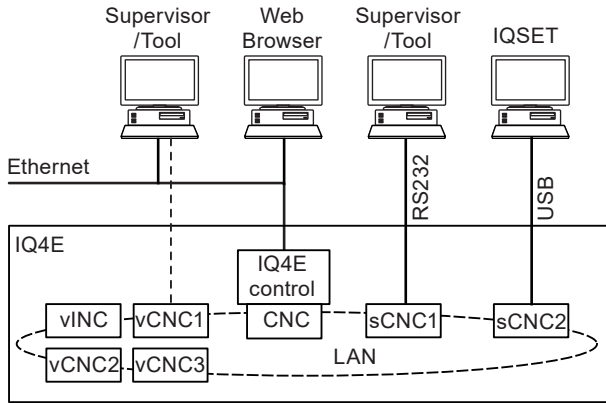 Supervisor
/Tool
Web
Browser
Supervisor
/Tool
IQSET
Ethernet
RS232
USB
IQ4E
IQ4E
control
vINC
vCNC1
CNC
sCNC1
sCNC2
vCNC2
vCNC3
LAN